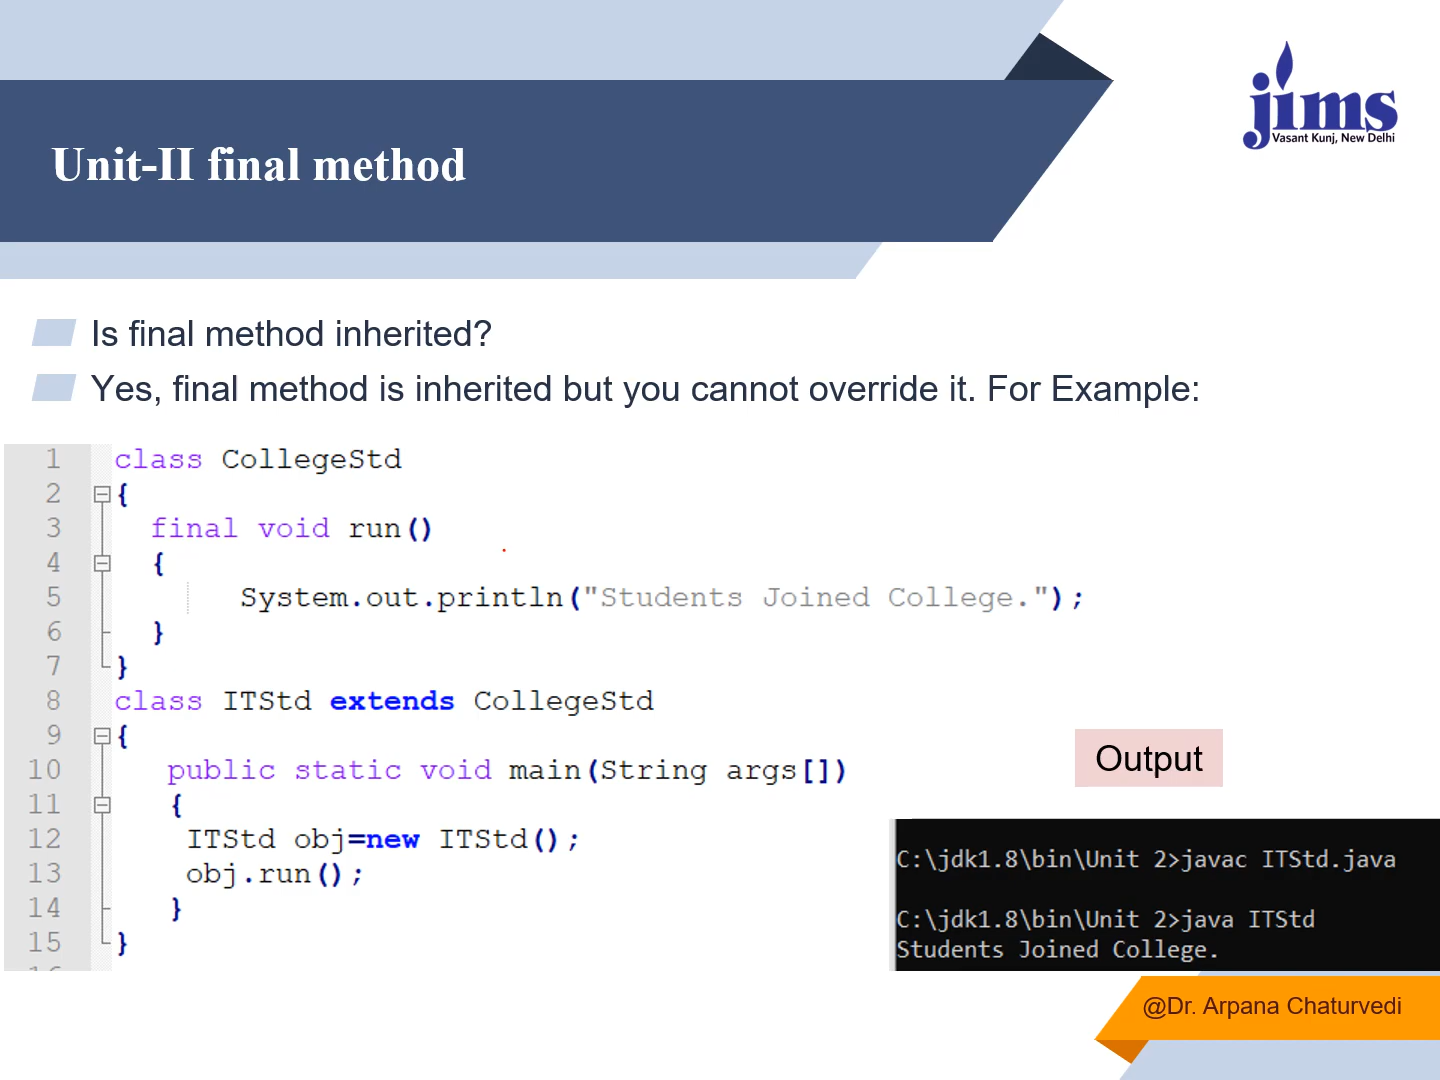 jims
Vasant Kunj, New Delhi
Unit-II final method
Is final method inherited?
Yes, final method is inherited but you cannot override it. For Example:
1 class CollegeStd
2 {
3 final void run()
4 {
5 System.out.println("Students Joined College.");
6 }
7 }
8 class ITStd extends CollegeStd
9 {
10 public static void main(String args[])
11 {
12 ITStd obj=new ITStd();
13 obj.run();
14 }
15 }
Output
C:\jdk1.8\bin\Unit 2>javac ITStd.java
C:\jdk1.8\bin\Unit 2>java ITStd
Students Joined College.
@Dr. Arpana Chaturvedi